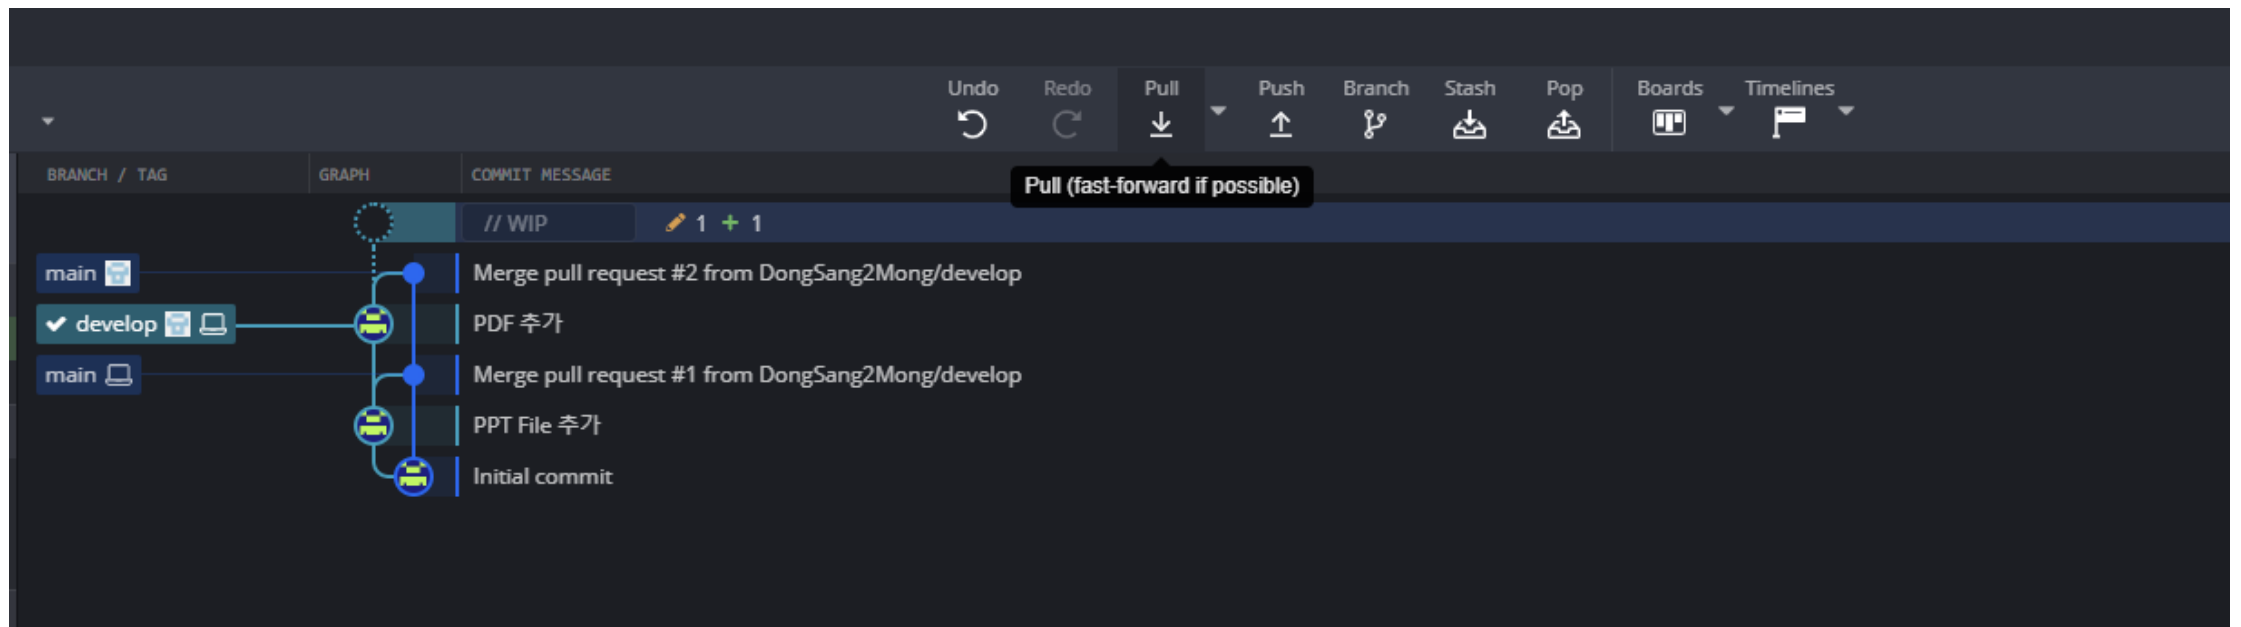 Undo Redo Pull Push Branch Stash Pop Boards Timelines
BRANCH / TAG GRAPH COMMIT MESSAGE
Pull (fast-forward if possible)
// WIP 1 + 1
main Merge pull request #2 from DongSang2Mong/develop
develop PDF 추가
main Merge pull request #1 from DongSang2Mong/develop
PPT File 추가
Initial commit